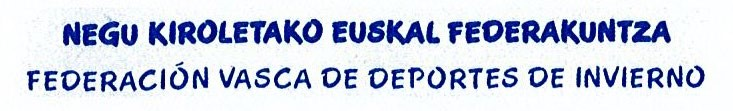 NEGU KIROLETAKO EUSKAL FEDERAKUNTZA
FEDERACIÓN VASCA DE DEPORTES DE INVIERNO